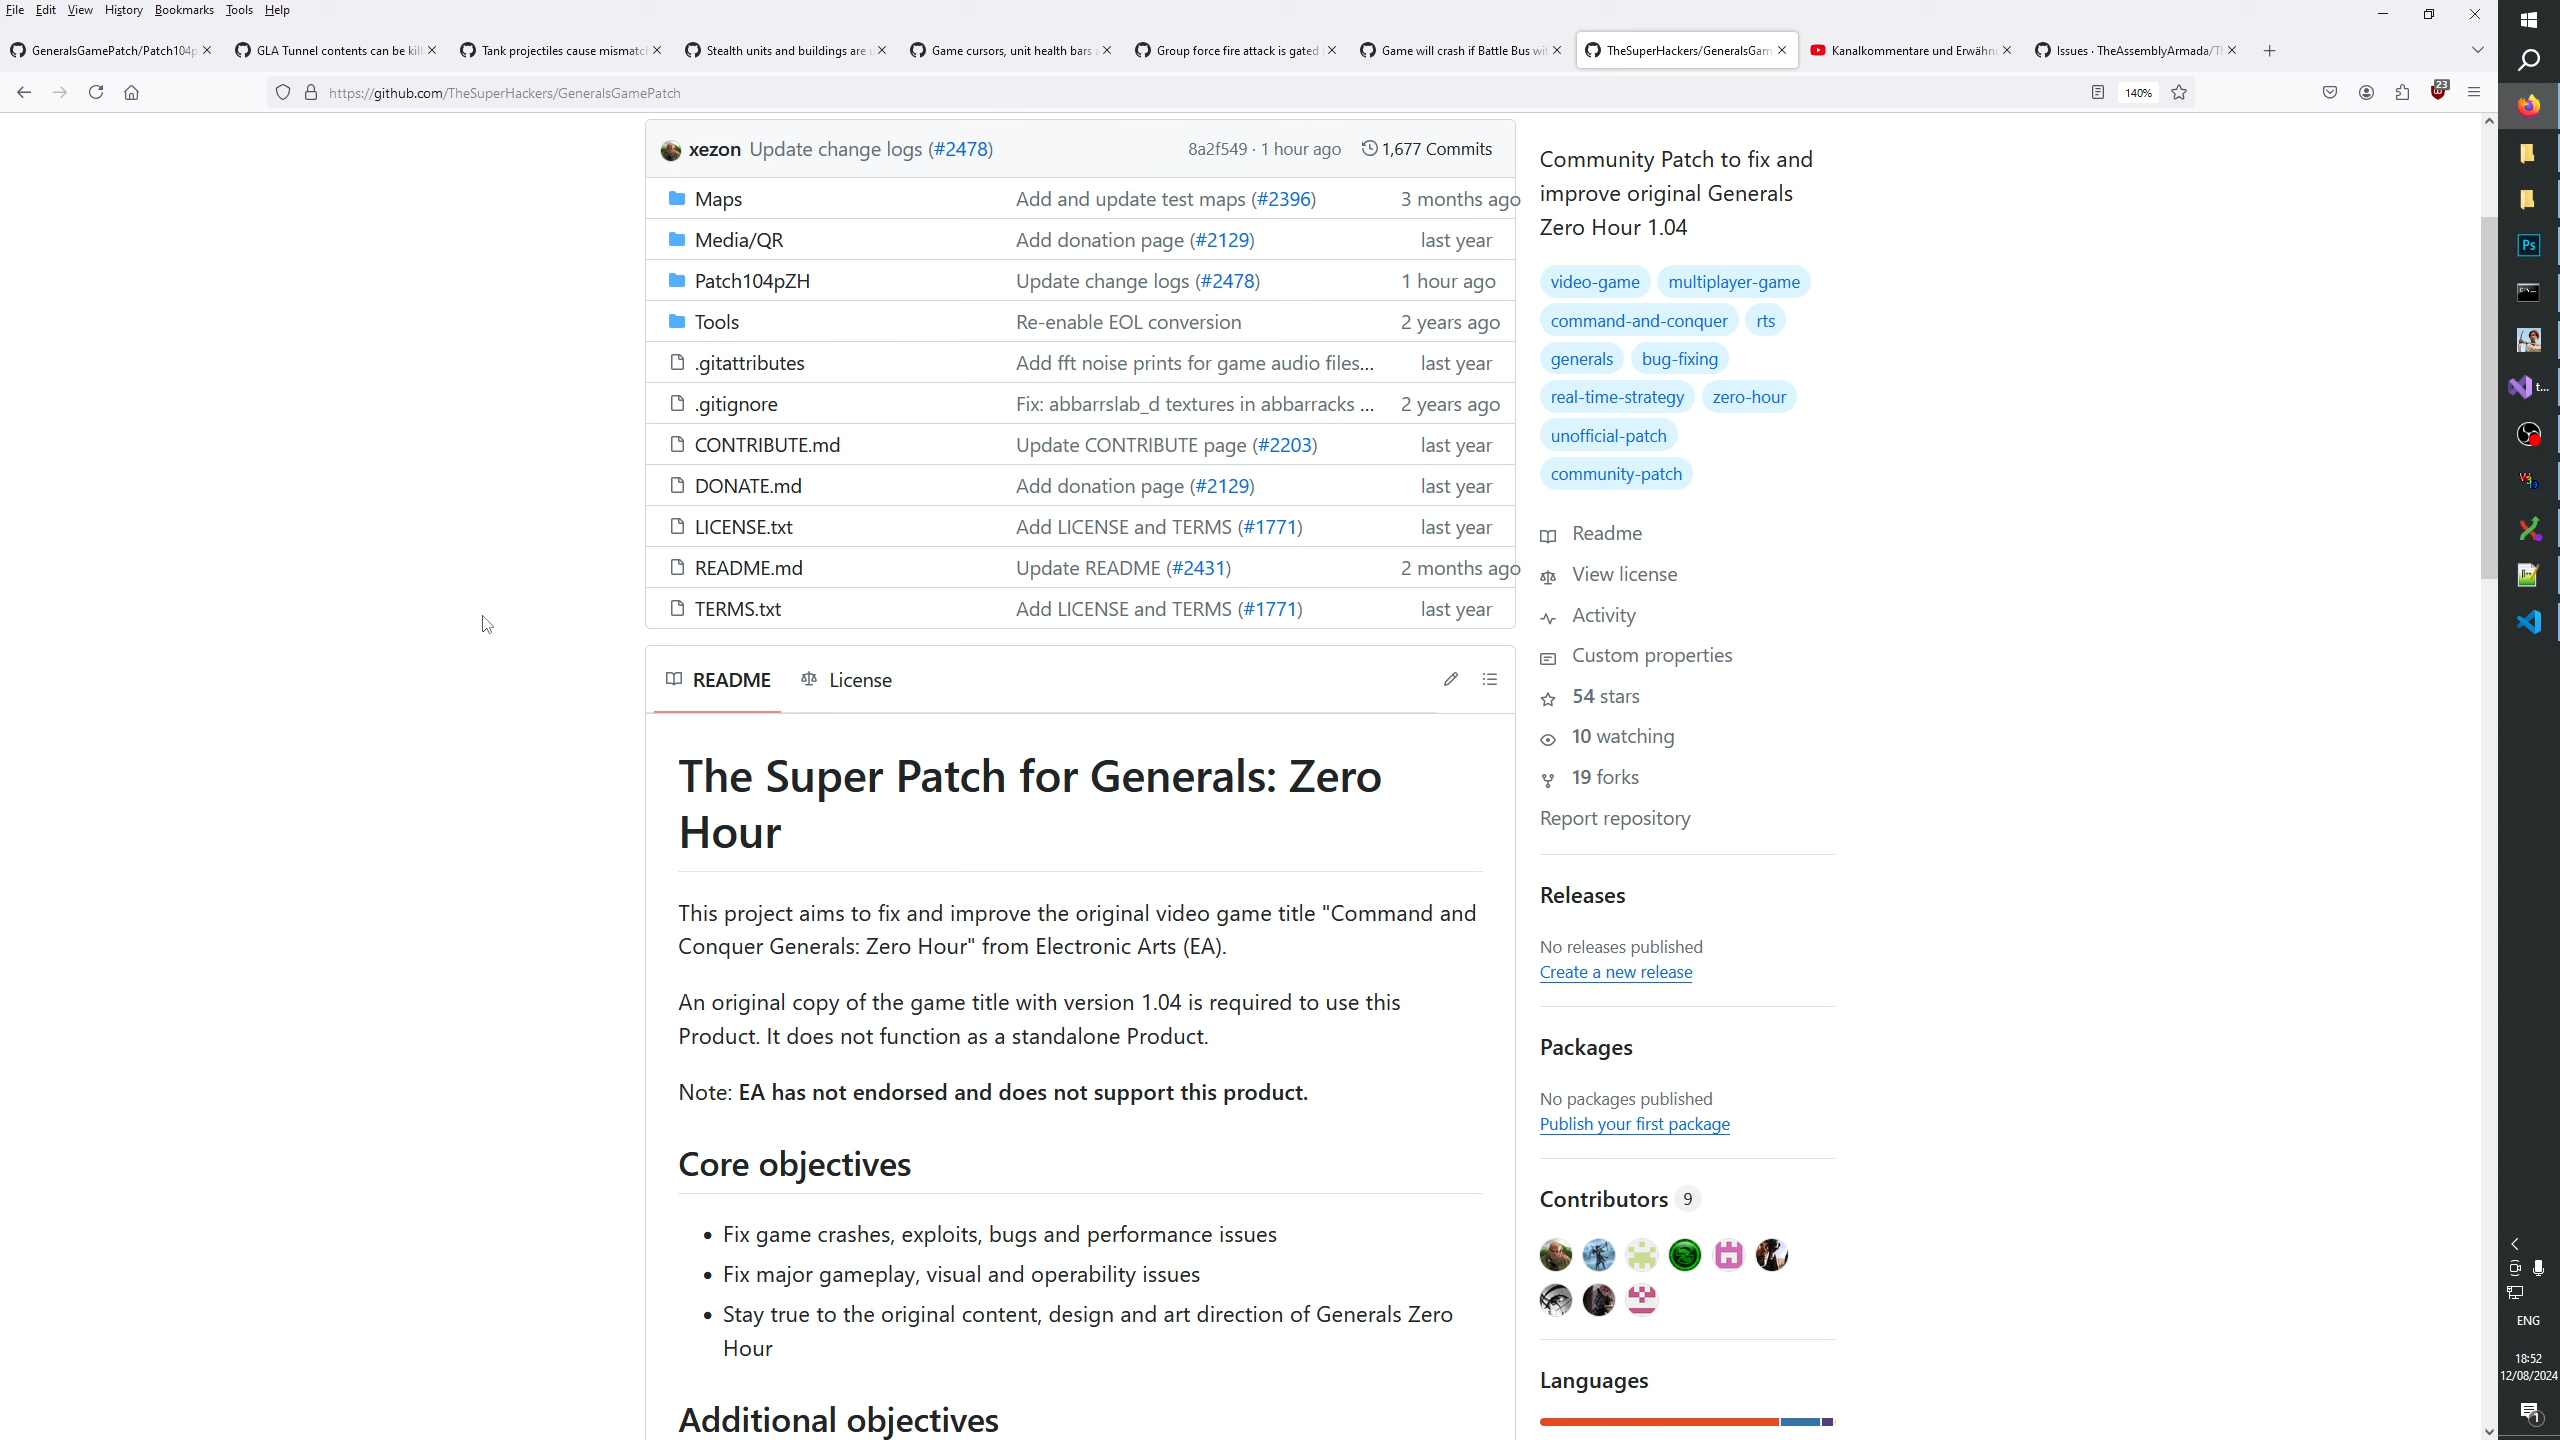 File Edit View History Bookmarks Tools Help
GeneralsGamePatch/Patch104p
GLA Tunnel contents can be kill
Tank projectiles cause mismatc
Stealth units and buildings are
Game cursors, unit health bars
Group force fire attack is gated
Game will crash if Battle Bus wit
TheSuperHackers/GeneralsGam
Kanalkommentare und Erwähn
Issues · TheAssemblyArmada/T
https://github.com/TheSuperHackers/GeneralsGamePatch
140%
23
xezon Update change logs (#2478) 8a2f549 · 1 hour ago 1,677 Commits
Maps Add and update test maps (#2396) 3 months ago
Media/QR Add donation page (#2129) last year
Patch104pZH Update change logs (#2478) 1 hour ago
Tools Re-enable EOL conversion 2 years ago
.gitattributes Add fft noise prints for game audio files... last year
.gitignore Fix: abbarrslab_d textures in abbarracks ... 2 years ago
CONTRIBUTE.md Update CONTRIBUTE page (#2203) last year
DONATE.md Add donation page (#2129) last year
LICENSE.txt Add LICENSE and TERMS (#1771) last year
README.md Update README (#2431) 2 months ago
TERMS.txt Add LICENSE and TERMS (#1771) last year
README License
The Super Patch for Generals: Zero
Hour
This project aims to fix and improve the original video game title "Command and
Conquer Generals: Zero Hour" from Electronic Arts (EA).
An original copy of the game title with version 1.04 is required to use this
Product. It does not function as a standalone Product.
Note: EA has not endorsed and does not support this product.
Core objectives
• Fix game crashes, exploits, bugs and performance issues
• Fix major gameplay, visual and operability issues
• Stay true to the original content, design and art direction of Generals Zero
Hour
Additional objectives
Community Patch to fix and
improve original Generals
Zero Hour 1.04
video-game multiplayer-game
command-and-conquer rts
generals bug-fixing
real-time-strategy zero-hour
unofficial-patch
community-patch
Readme
View license
Activity
Custom properties
54 stars
10 watching
19 forks
Report repository
Releases
No releases published
Create a new release
Packages
No packages published
Publish your first package
Contributors 9
Languages
Ps
t...
ENG
18:52
12/08/2024
1